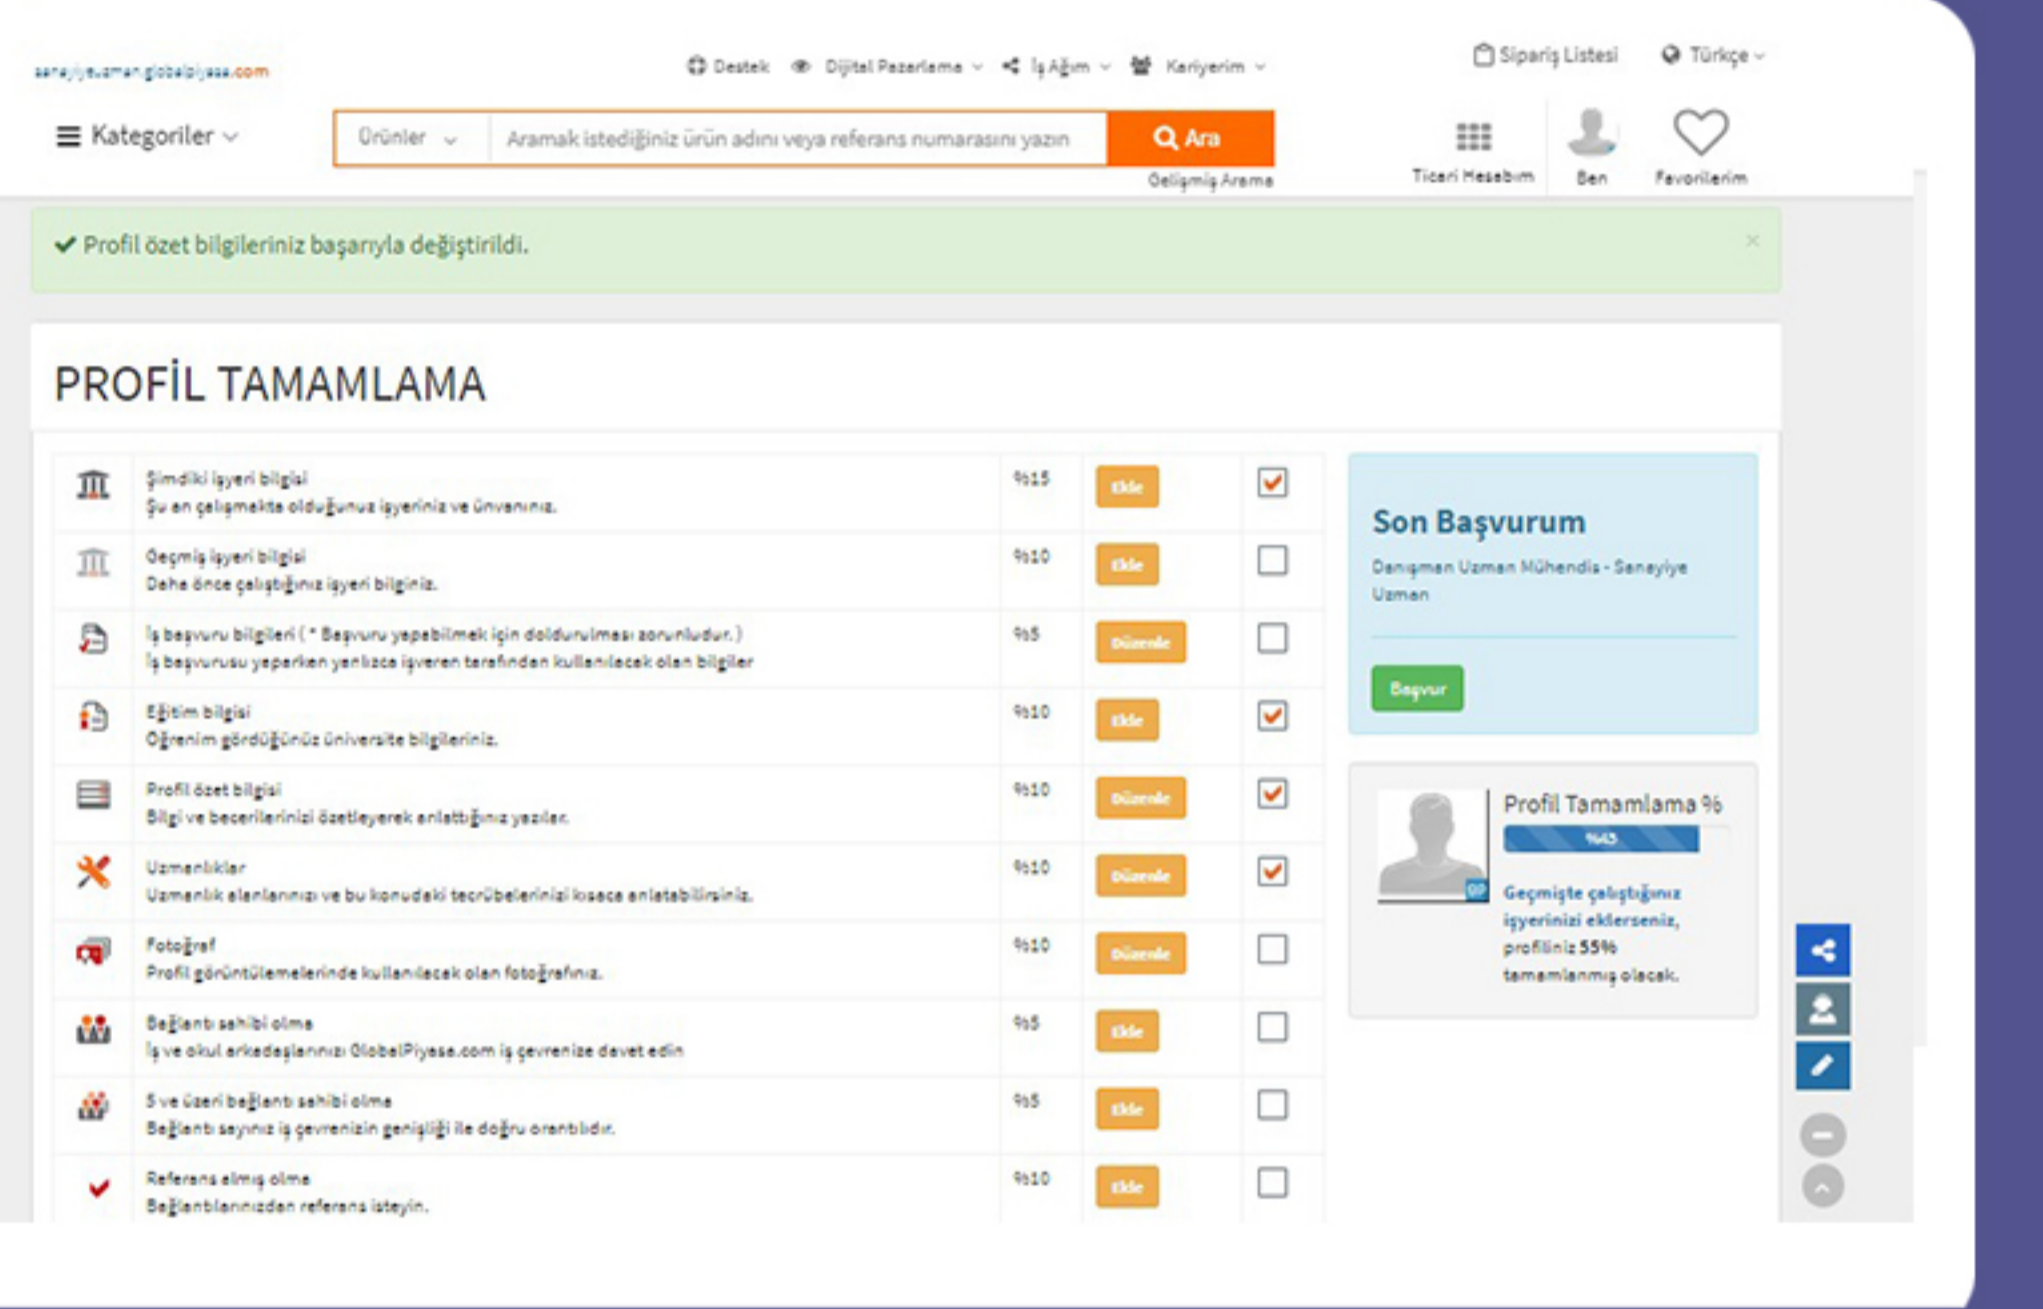 sanayiyeuzman.globalpiyasa.com
Destek Dijital Pazarlama İş Ağım Kariyerim
Sipariş Listesi Türkçe
Kategoriler
Ürünler Aramak istediğiniz ürün adını veya referans numarasını yazın Ara
Gelişmiş Arama
Ticari Hesabım Ben Favorilerim
Profil özet bilgileriniz başarıyla değiştirildi. ×
PROFİL TAMAMLAMA
Şimdiki işyeri bilgisi %15 Ekle
Şu an çalışmakta olduğunuz işyeriniz ve ünvanınız.
Geçmiş işyeri bilgisi %10 Ekle
Daha önce çalıştığınız işyeri bilginiz.
İş başvuru bilgileri ( * Başvuru yapabilmek için doldurulması zorunludur. ) %5 Düzenle
İş başvurusu yaparken yanlızca işveren tarafından kullanılacak olan bilgiler
Eğitim bilgisi %10 Ekle
Öğrenim gördüğünüz üniversite bilgileriniz.
Profil özet bilgisi %10 Düzenle
Bilgi ve becerilerinizi özetleyerek anlattığınız yazılar.
Uzmanlıklar %10 Düzenle
Uzmanlık alanlarınızı ve bu konudaki tecrübelerinizi kısaca anlatabilirsiniz.
Fotoğraf %10 Düzenle
Profil görüntülemelerinde kullanılacak olan fotoğrafınız.
Bağlantı sahibi olma %5 Ekle
İş ve okul arkadaşlarınızı GlobalPiyasa.com iş çevrenize davet edin
5 ve üzeri bağlantı sahibi olma %5 Ekle
Bağlantı sayınız iş çevrenizin genişliği ile doğru orantılıdır.
Referans almış olma %10 Ekle
Bağlantılarınızdan referans isteyin.
Son Başvurum
Danışman Uzman Mühendis - Sanayiye
Uzman
Başvur
Profil Tamamlama %
%45
GP
Geçmişte çalıştığınız
işyerinizi eklerseniz,
profiliniz 55%
tamamlanmış olacak.